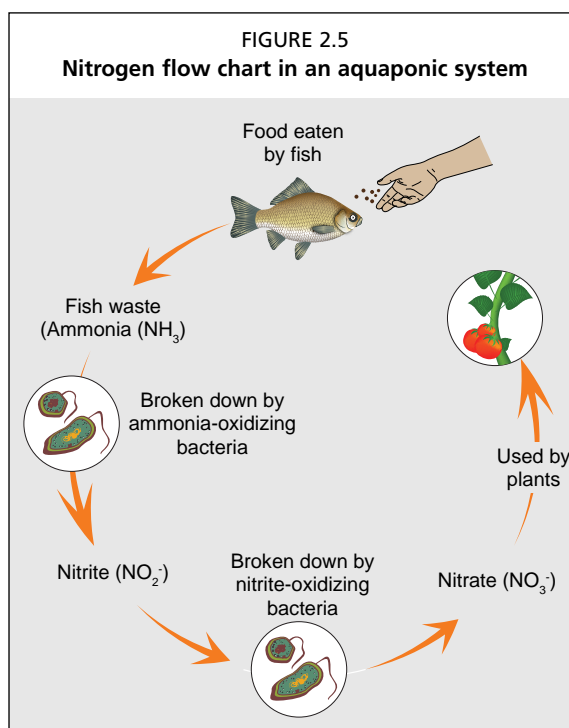 FIGURE 2.5
Nitrogen flow chart in an aquaponic system
Food eaten
by fish
Fish waste
(Ammonia (NH₃)
Broken down by
ammonia-oxidizing
bacteria
Nitrite (NO₂⁻)
Broken down by
nitrite-oxidizing
bacteria
Nitrate (NO₃⁻)
Used by
plants